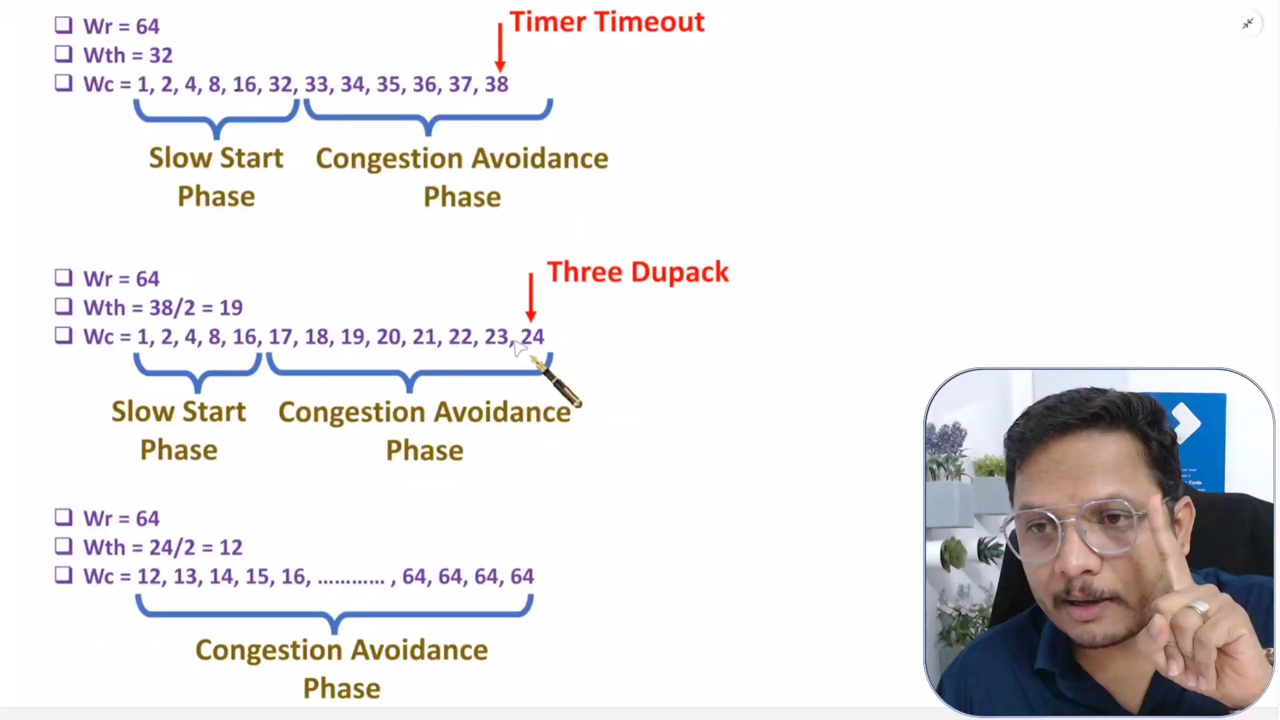 ❑ Wr = 64
❑ Wth = 32
❑ Wc = 1, 2, 4, 8, 16, 32, 33, 34, 35, 36, 37, 38
Timer Timeout
Slow Start
Phase
Congestion Avoidance
Phase
❑ Wr = 64
❑ Wth = 38/2 = 19
❑ Wc = 1, 2, 4, 8, 16, 17, 18, 19, 20, 21, 22, 23, 24
Three Dupack
Slow Start
Phase
Congestion Avoidance
Phase
❑ Wr = 64
❑ Wth = 24/2 = 12
❑ Wc = 12, 13, 14, 15, 16, ………… , 64, 64, 64, 64
Congestion Avoidance
Phase